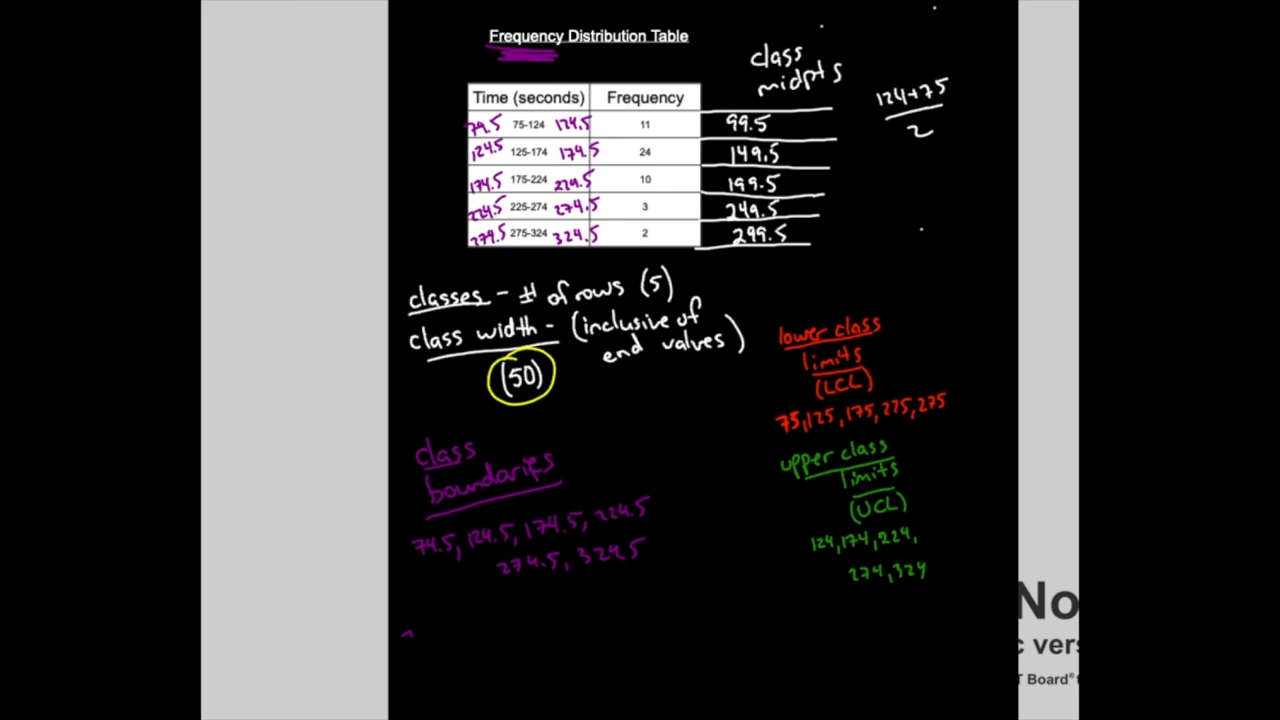 Frequency Distribution Table
class
midpts
124+75
2
Time (seconds) Frequency
74.5 75-124 124.5 11 99.5
124.5 125-174 174.5 24 149.5
174.5 175-224 224.5 10 199.5
224.5 225-274 274.5 3 249.5
274.5 275-324 324.5 2 299.5
classes - # of rows (5)
class width - (inclusive of
end values)
(50)
lower class
limits
(LCL)
75, 125, 175, 225, 275
upper class
limits
(UCL)
124, 174, 224,
274, 324
class
boundaries
74.5, 124.5, 174.5, 224.5
274.5, 324.5
No
c vers
T Board®